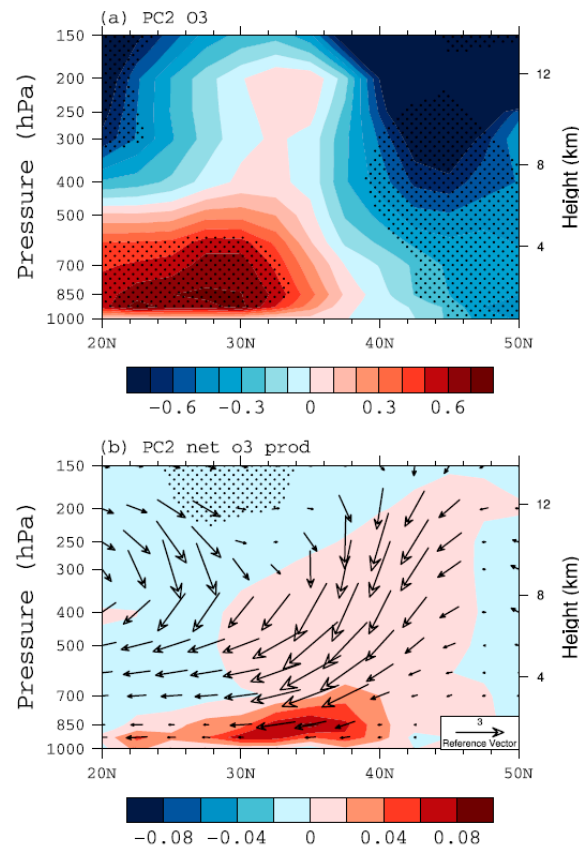 (a) PC2 O3
150
200
250
300
400
500
700
850
1000
Pressure (hPa)
12
8
4
Height (km)
20N 30N 40N 50N
-0.6 -0.3 0 0.3 0.6
(b) PC2 net o3 prod
150
200
250
300
400
500
700
850
1000
Pressure (hPa)
12
8
4
Height (km)
3
Reference Vector
20N 30N 40N 50N
-0.08 -0.04 0 0.04 0.08